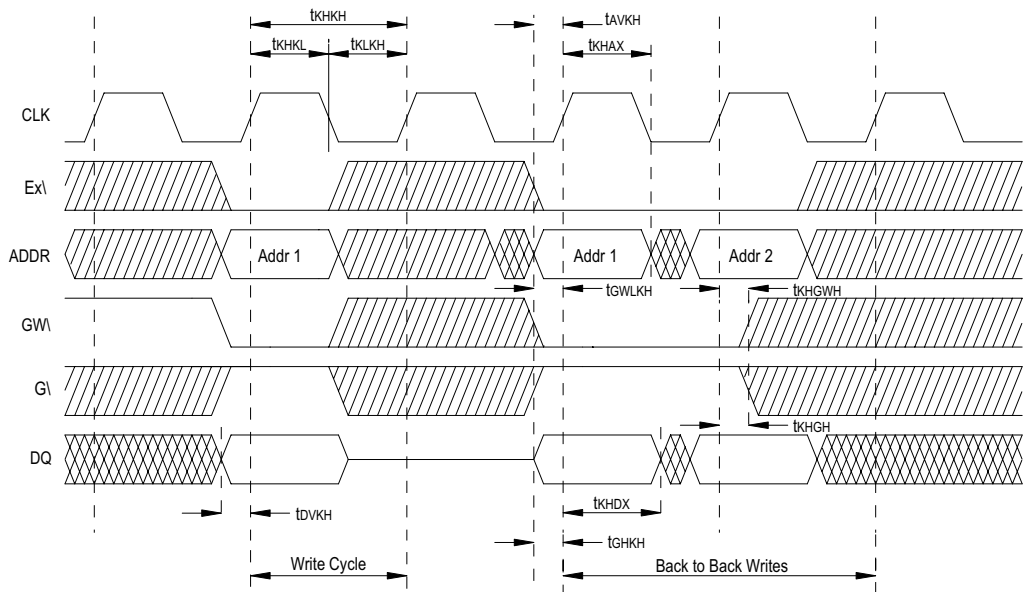 tKHKH
tAVKH
tKHKL
tKLKH
tKHAX
CLK
Ex\
ADDR
Addr 1
Addr 1
Addr 2
tGWLKH
tKHGWH
GW\
G\
tKHGH
DQ
tDVKH
tKHDX
tGHKH
Write Cycle
Back to Back Writes